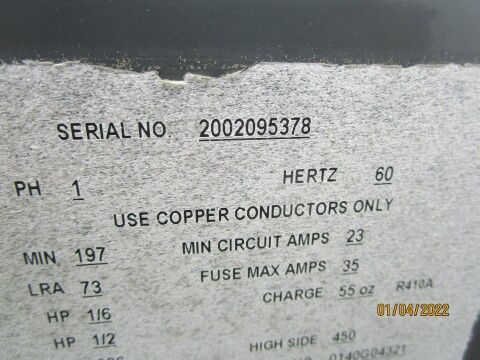 SERIAL NO. 2002095378
PH 1 HERTZ 60
USE COPPER CONDUCTORS ONLY
MIN 197 MIN CIRCUIT AMPS 23
LRA 73 FUSE MAX AMPS 35
HP 1/6 CHARGE 55 oz R410A
01/04/2022
HP 1/2 HIGH SIDE 450
0140G04321